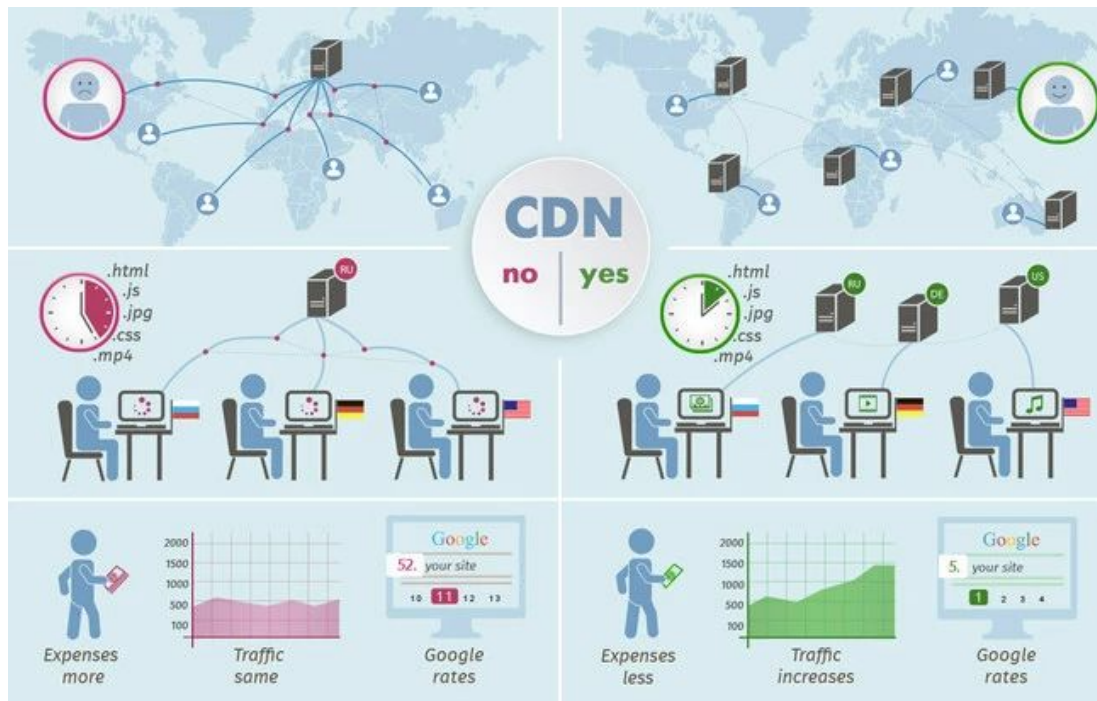 CDN
no
yes
.html
.js
.jpg
.css
.mp4
RU
.html
.js
.jpg
.css
.mp4
RU
DE
US
2000
1500
1000
500
100
Google
52. your site
10 11 12 13
Expenses
more
Traffic
same
Google
rates
2000
1500
1000
500
100
Google
5. your site
1 2 3 4
Expenses
less
Traffic
increases
Google
rates